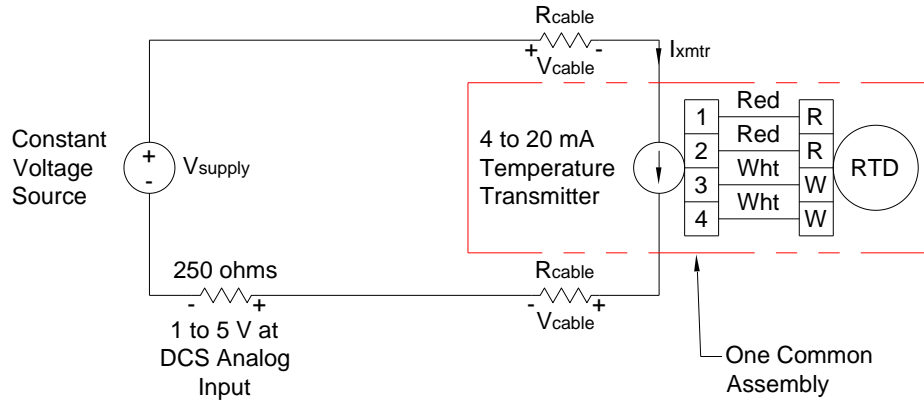 Rcable
+ -
Vcable
Ixmtr
Constant
Voltage
Source
+
-
Vsupply
4 to 20 mA
Temperature
Transmitter
1 Red R
2 Red R
3 Wht W
4 Wht W
RTD
250 ohms
- +
1 to 5 V at
DCS Analog
Input
Rcable
- +
Vcable
One Common
Assembly